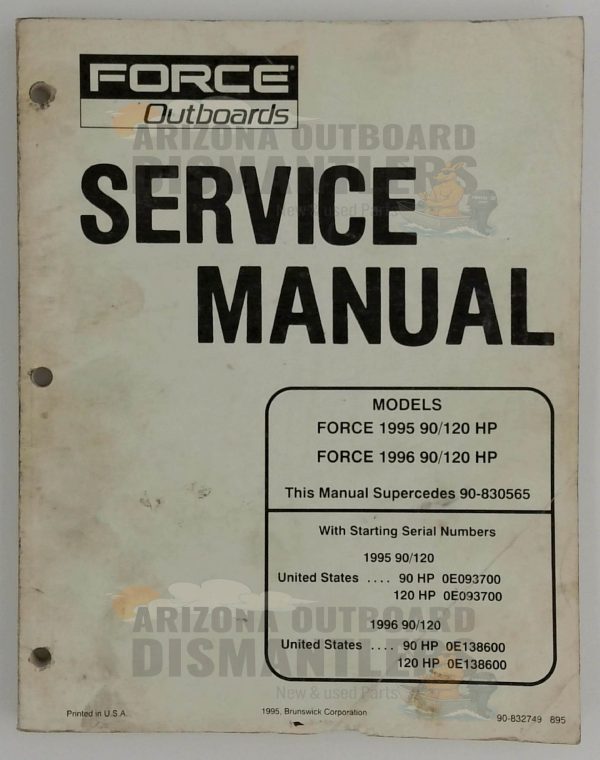 FORCE®
Outboards
ARIZONA OUTBOARD
DISMANTLERS
New & used Parts
SERVICE
MANUAL
MODELS
FORCE 1995 90/120 HP
FORCE 1996 90/120 HP
This Manual Supercedes 90-830565
With Starting Serial Numbers
1995 90/120
United States .... 90 HP 0E093700
120 HP 0E093700
ARIZONA OUTBOARD
1996 90/120
United States .... 90 HP 0E138600
DISMANTLERS
120 HP 0E138600
New & used Parts
Printed in U.S.A.
1995, Brunswick Corporation
90-832749 895